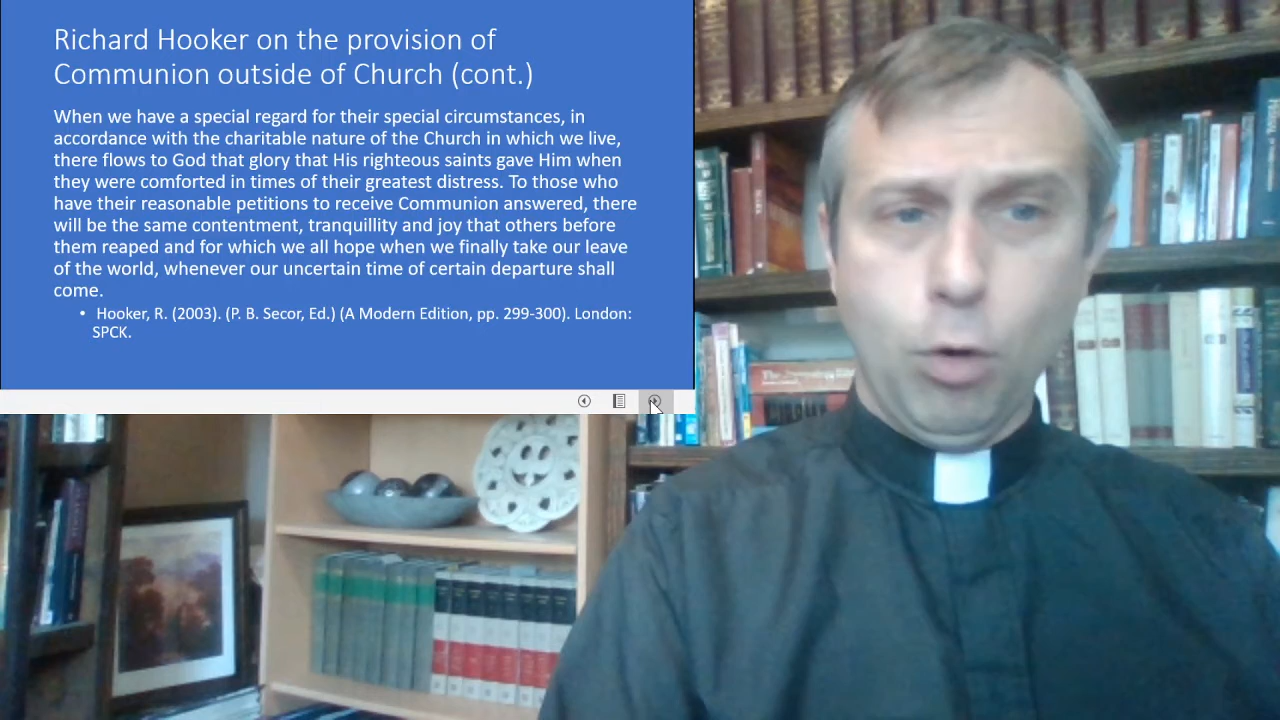 Richard Hooker on the provision of
Communion outside of Church (cont.)
When we have a special regard for their special circumstances, in
accordance with the charitable nature of the Church in which we live,
there flows to God that glory that His righteous saints gave Him when
they were comforted in times of their greatest distress. To those who
have their reasonable petitions to receive Communion answered, there
will be the same contentment, tranquillity and joy that others before
them reaped and for which we all hope when we finally take our leave
of the world, whenever our uncertain time of certain departure shall
come.
• Hooker, R. (2003). (P. B. Secor, Ed.) (A Modern Edition, pp. 299-300). London:
SPCK.